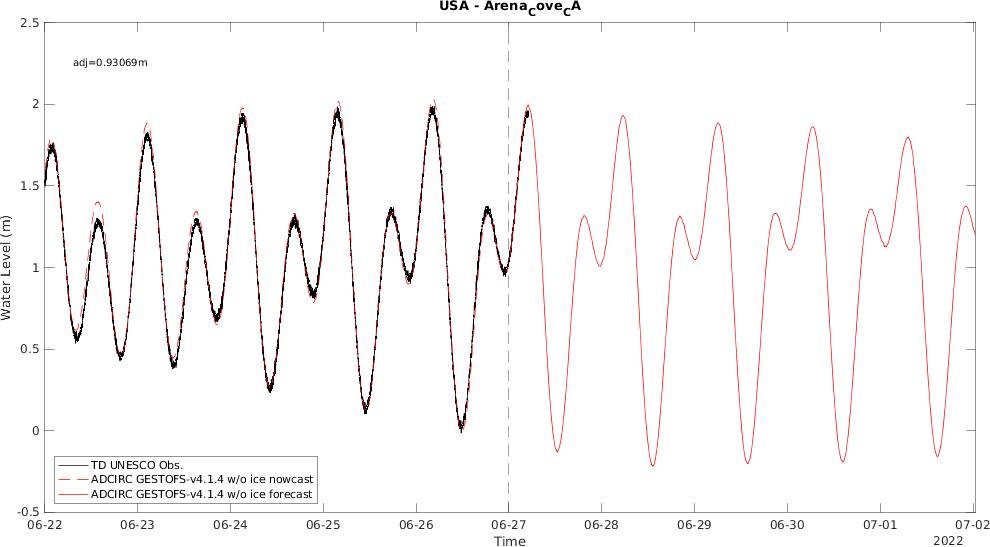 USA - Arena_Cove_CA
adj=0.93069m
2.5
2
1.5
1
0.5
0
-0.5
Water Level (m)
TD UNESCO Obs.
ADCIRC GESTOFS-v4.1.4 w/o ice nowcast
ADCIRC GESTOFS-v4.1.4 w/o ice forecast
06-22 06-23 06-24 06-25 06-26 06-27 06-28 06-29 06-30 07-01 07-02
Time
2022